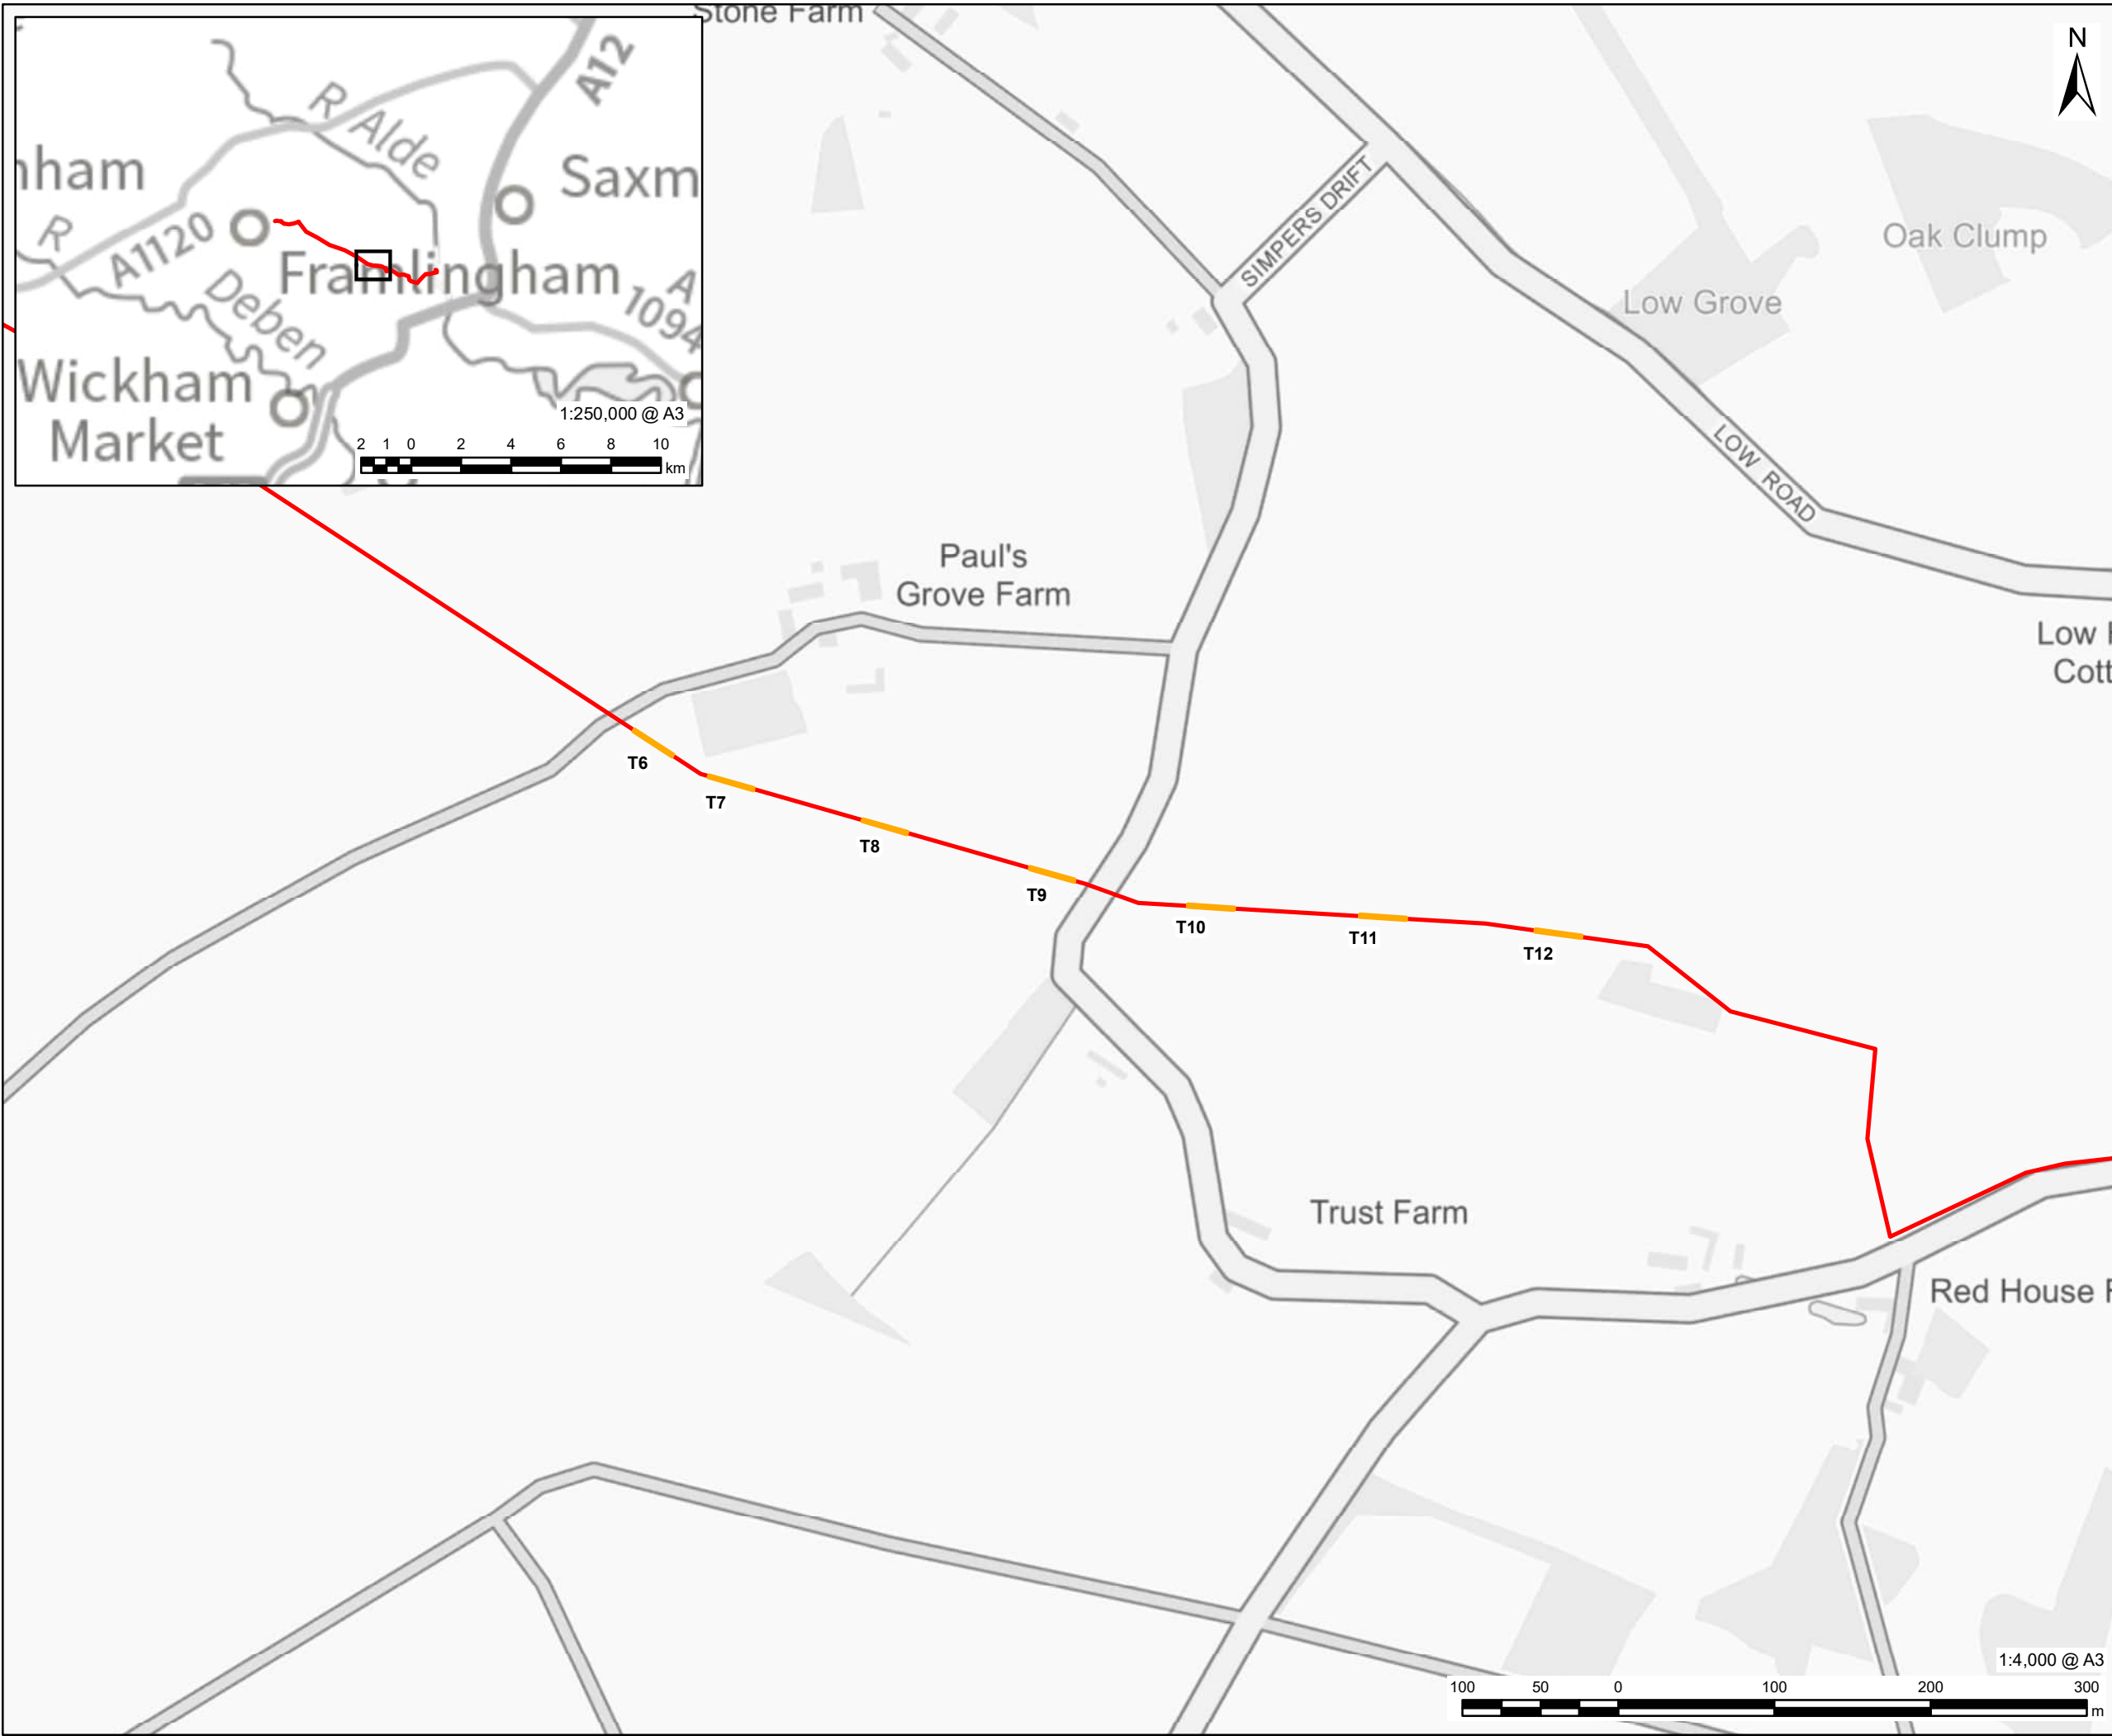 Stone Farm
N
A12
R Alde
nham
Saxm
R
A1120
Framlingham
Deben
A
1094
Wickham
Market
1:250,000 @ A3
2 1 0 2 4 6 8 10
km
SIMPERS DRIFT
Oak Clump
Low Grove
LOW ROAD
Paul's
Grove Farm
Low
Cott
T6
T7
T8
T9
T10
T11
T12
Trust Farm
Red House F
1:4,000 @ A3
100 50 0 100 200 300
m